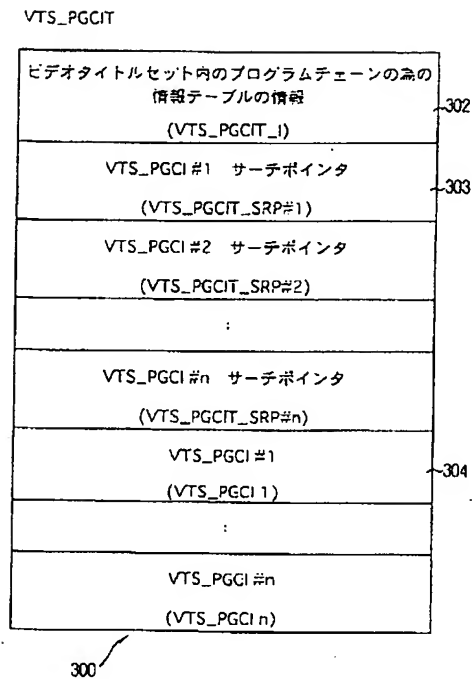 VTS_PGCIT
ビデオタイトルセット内のプログラムチェーンの為の
情報テーブルの情報
(VTS_PGCIT_I)
302
VTS_PGCI #1 サーチポインタ
303
(VTS_PGCIT_SRP#1)
VTS_PGCI #2 サーチポインタ
(VTS_PGCIT_SRP#2)
:
VTS_PGCI #n サーチポインタ
(VTS_PGCIT_SRP#n)
VTS_PGCI #1
304
(VTS_PGCI 1)
:
VTS_PGCI #n
(VTS_PGCI n)
300